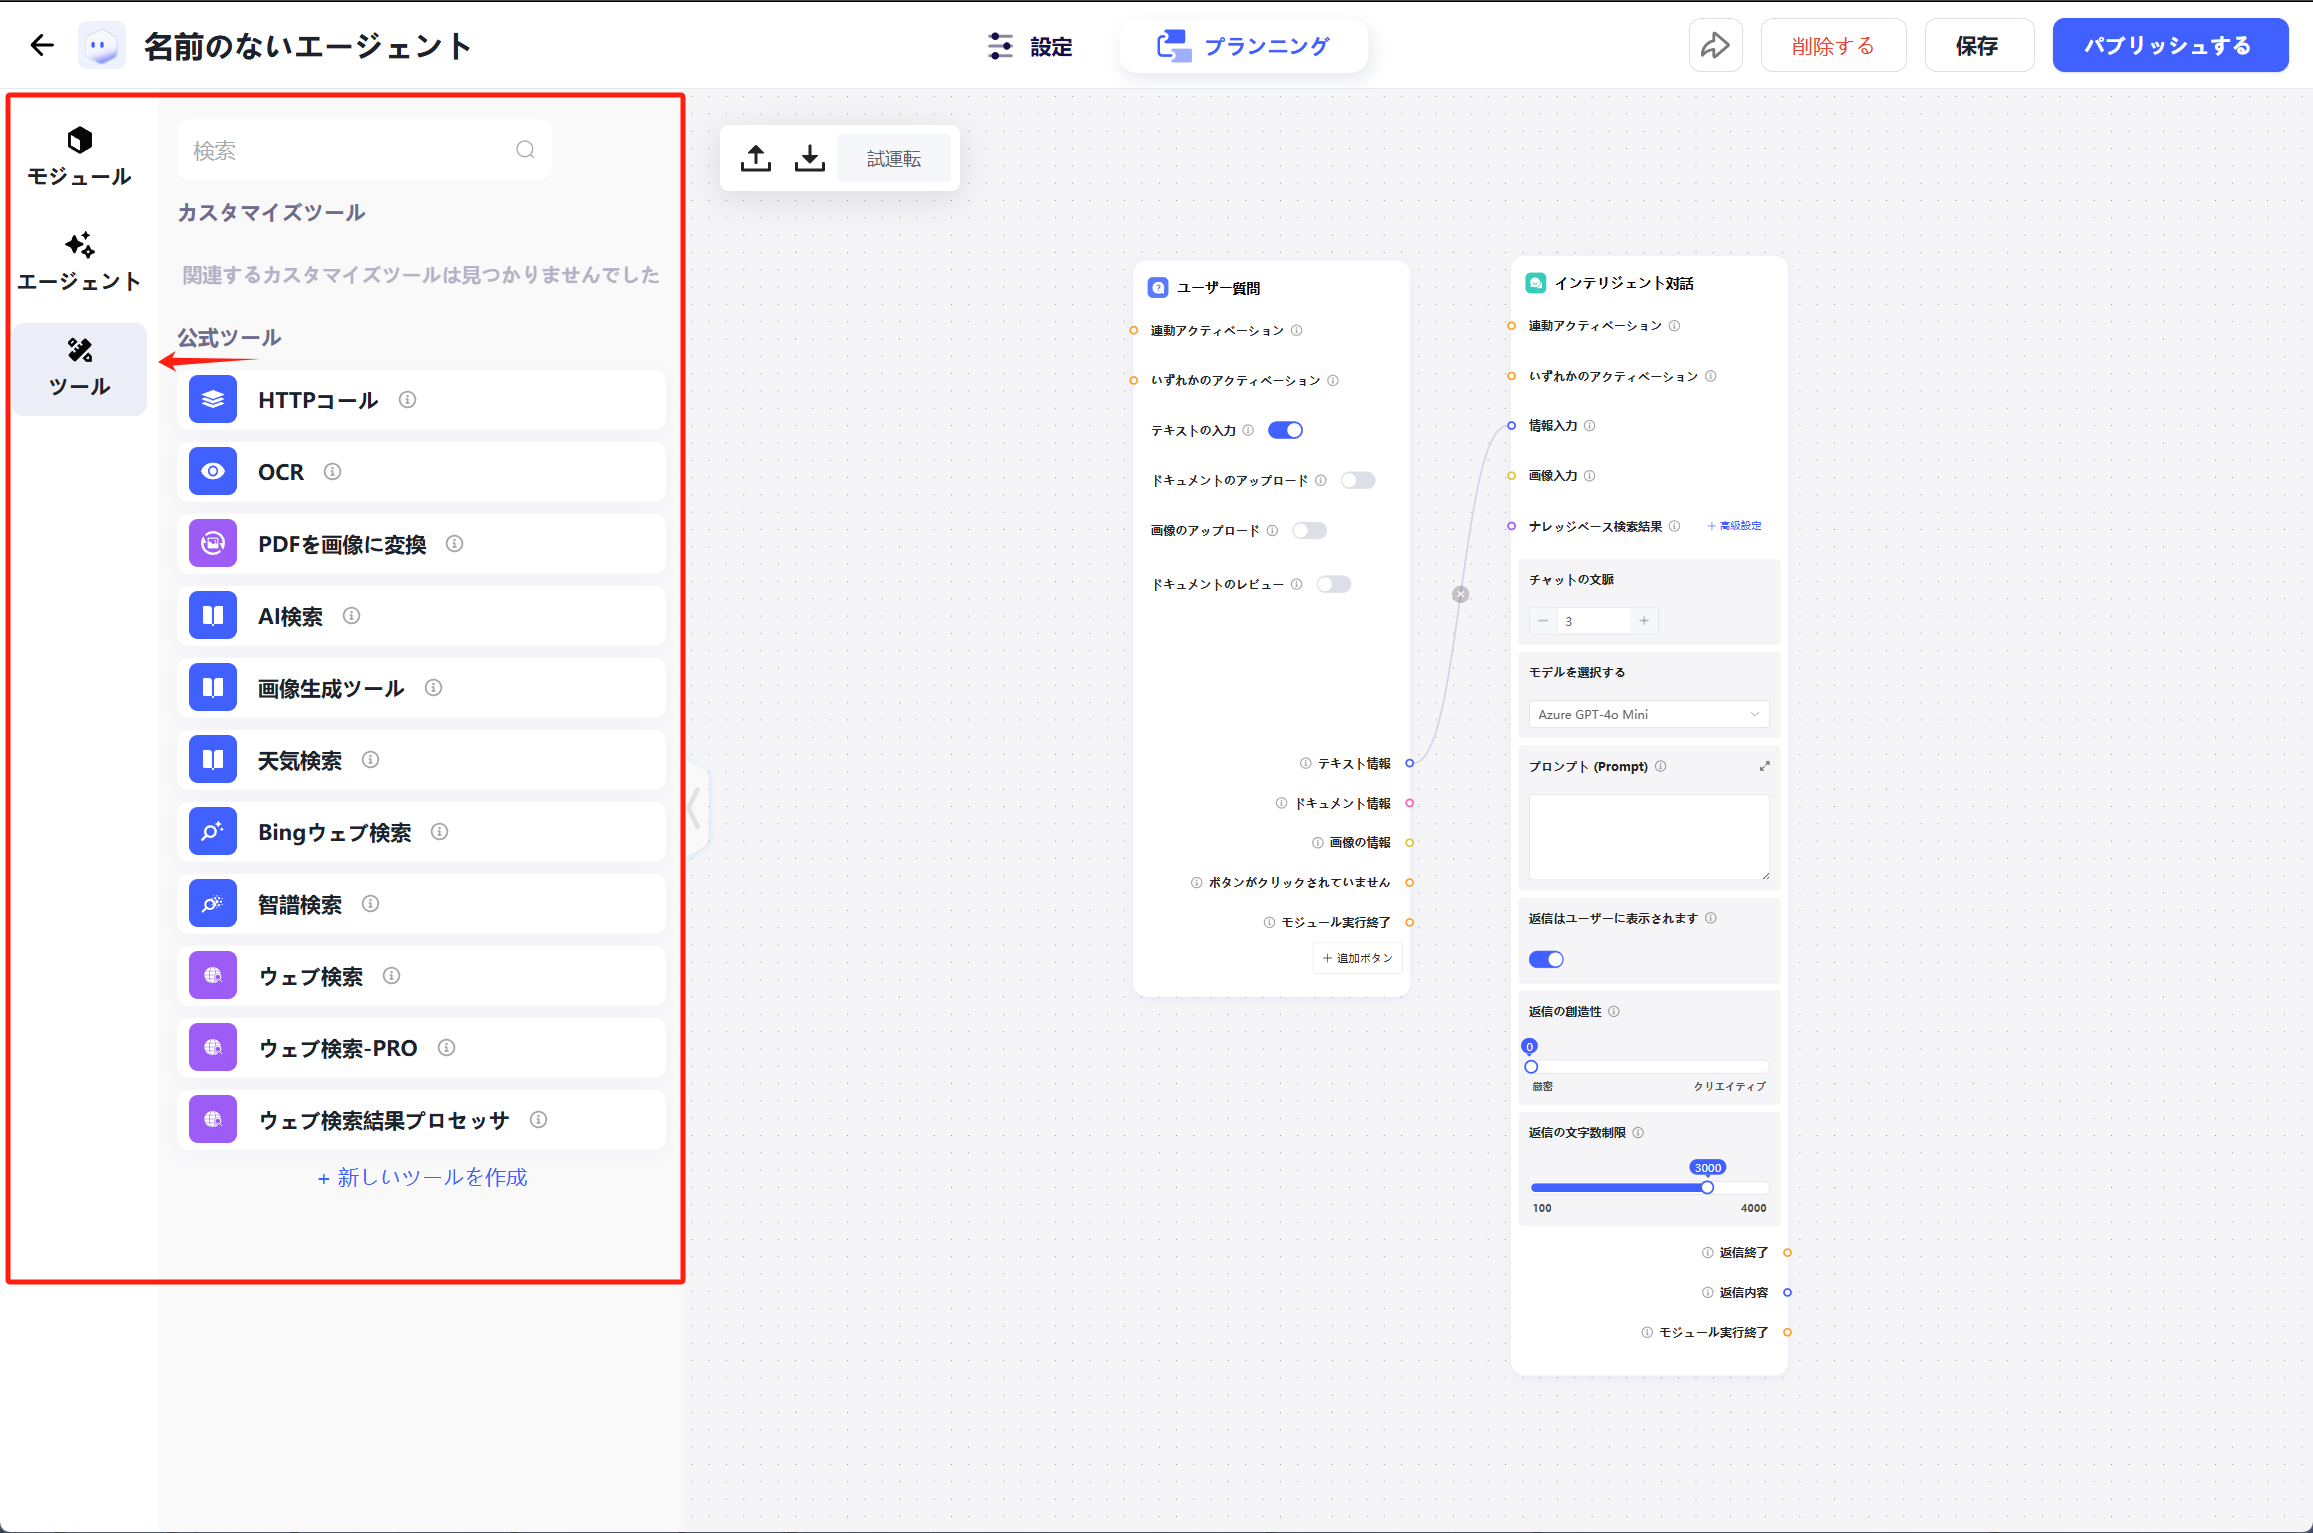 名前のないエージェント
設定
プランニング
削除する
保存
パブリッシュする
モジュール
エージェント
ツール
検索
カスタマイズツール
関連するカスタマイズツールは見つかりませんでした
公式ツール
HTTPコール
OCR
PDFを画像に変換
AI検索
画像生成ツール
天気検索
Bingウェブ検索
智譜検索
ウェブ検索
ウェブ検索-PRO
ウェブ検索結果プロセッサ
+ 新しいツールを作成
試運転
ユーザー質問
連動アクティベーション
いずれかのアクティベーション
テキストの入力
ドキュメントのアップロード
画像のアップロード
ドキュメントのレビュー
テキスト情報
ドキュメント情報
画像の情報
ボタンがクリックされていません
モジュール実行終了
+ 追加ボタン
インテリジェント対話
連動アクティベーション
いずれかのアクティベーション
情報入力
画像入力
ナレッジベース検索結果
+ 高級設定
チャットの文脈
− 3 +
モデルを選択する
Azure GPT-4o Mini
プロンプト (Prompt)
返信はユーザーに表示されます
返信の創造性
0
厳密 クリエイティブ
返信の文字数制限
3000
100 4000
返信終了
返信内容
モジュール実行終了